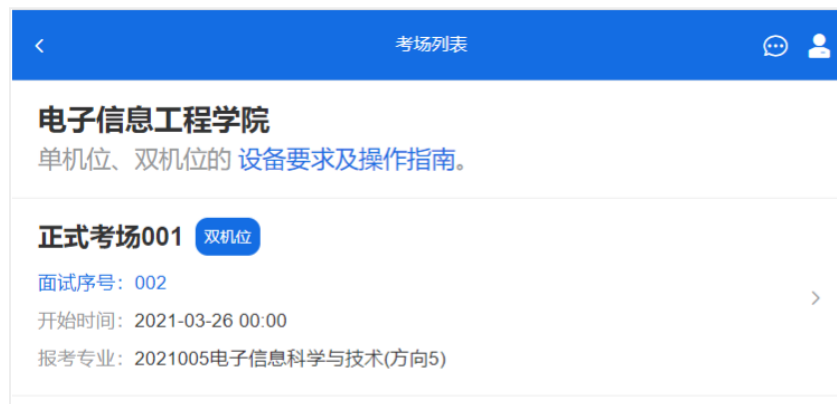 考场列表
电子信息工程学院
单机位、双机位的 设备要求及操作指南。
正式考场001 双机位
面试序号：002
开始时间：2021-03-26 00:00
报考专业：2021005电子信息科学与技术(方向5)